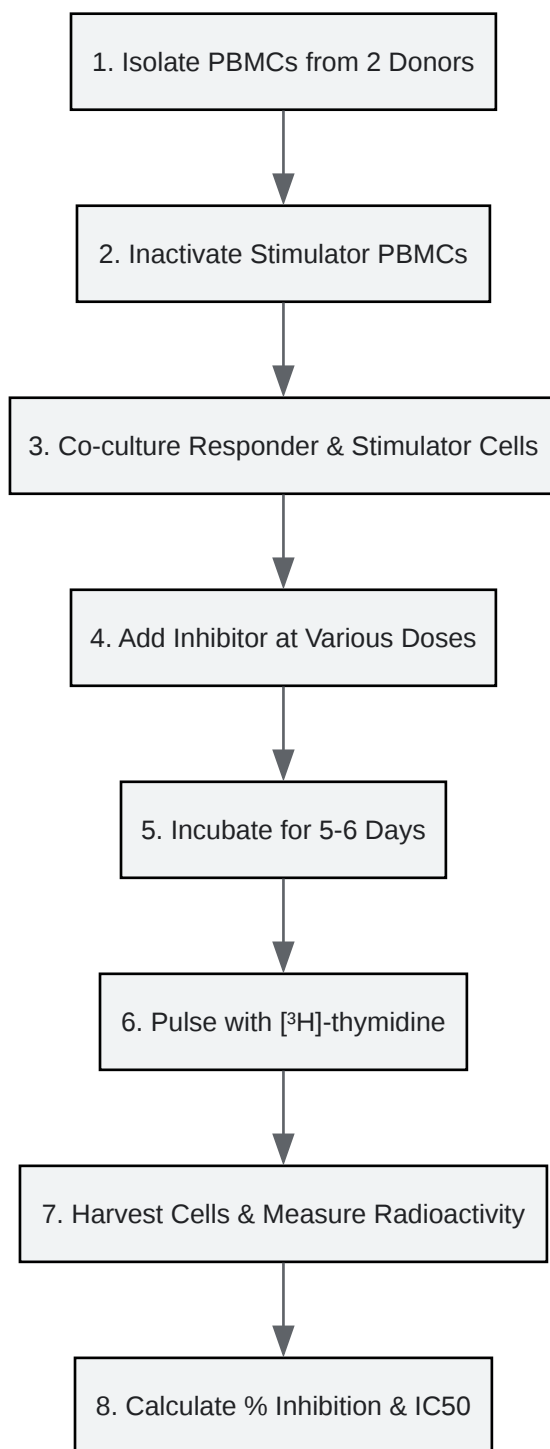 1. Isolate PBMCs from 2 Donors
2. Inactivate Stimulator PBMCs
3. Co-culture Responder & Stimulator Cells
4. Add Inhibitor at Various Doses
5. Incubate for 5-6 Days
6. Pulse with [³H]-thymidine
7. Harvest Cells & Measure Radioactivity
8. Calculate % Inhibition & IC50